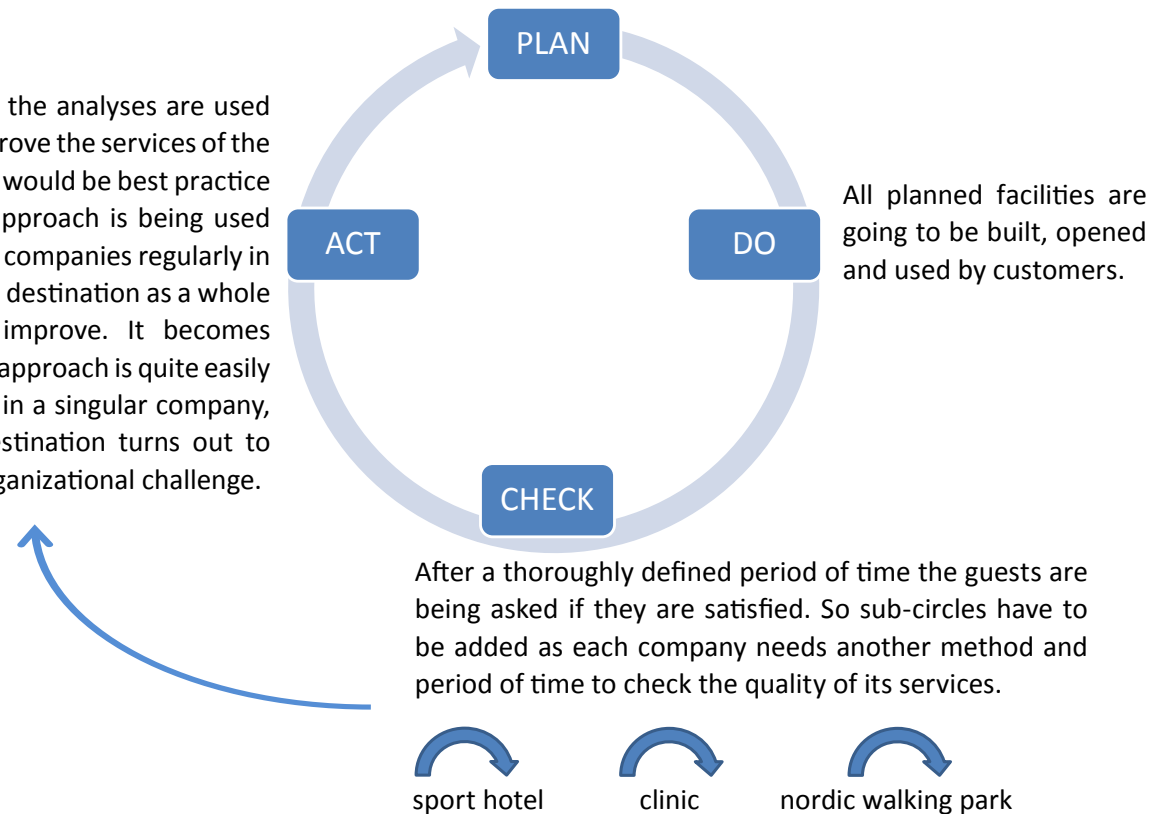 PLAN
DO
All planned facilities are
going to be built, opened
and used by customers.
CHECK
After a thoroughly defined period of time the guests are
being asked if they are satisfied. So sub-circles have to
be added as each company needs another method and
period of time to check the quality of its services.
sport hotel
clinic
nordic walking park
ACT
the analyses are used
the services of the
would be best practice
is being used
companies regularly in
destination as a whole
improve. It becomes
approach is quite easily
in a singular company,
turns out to
challenge.